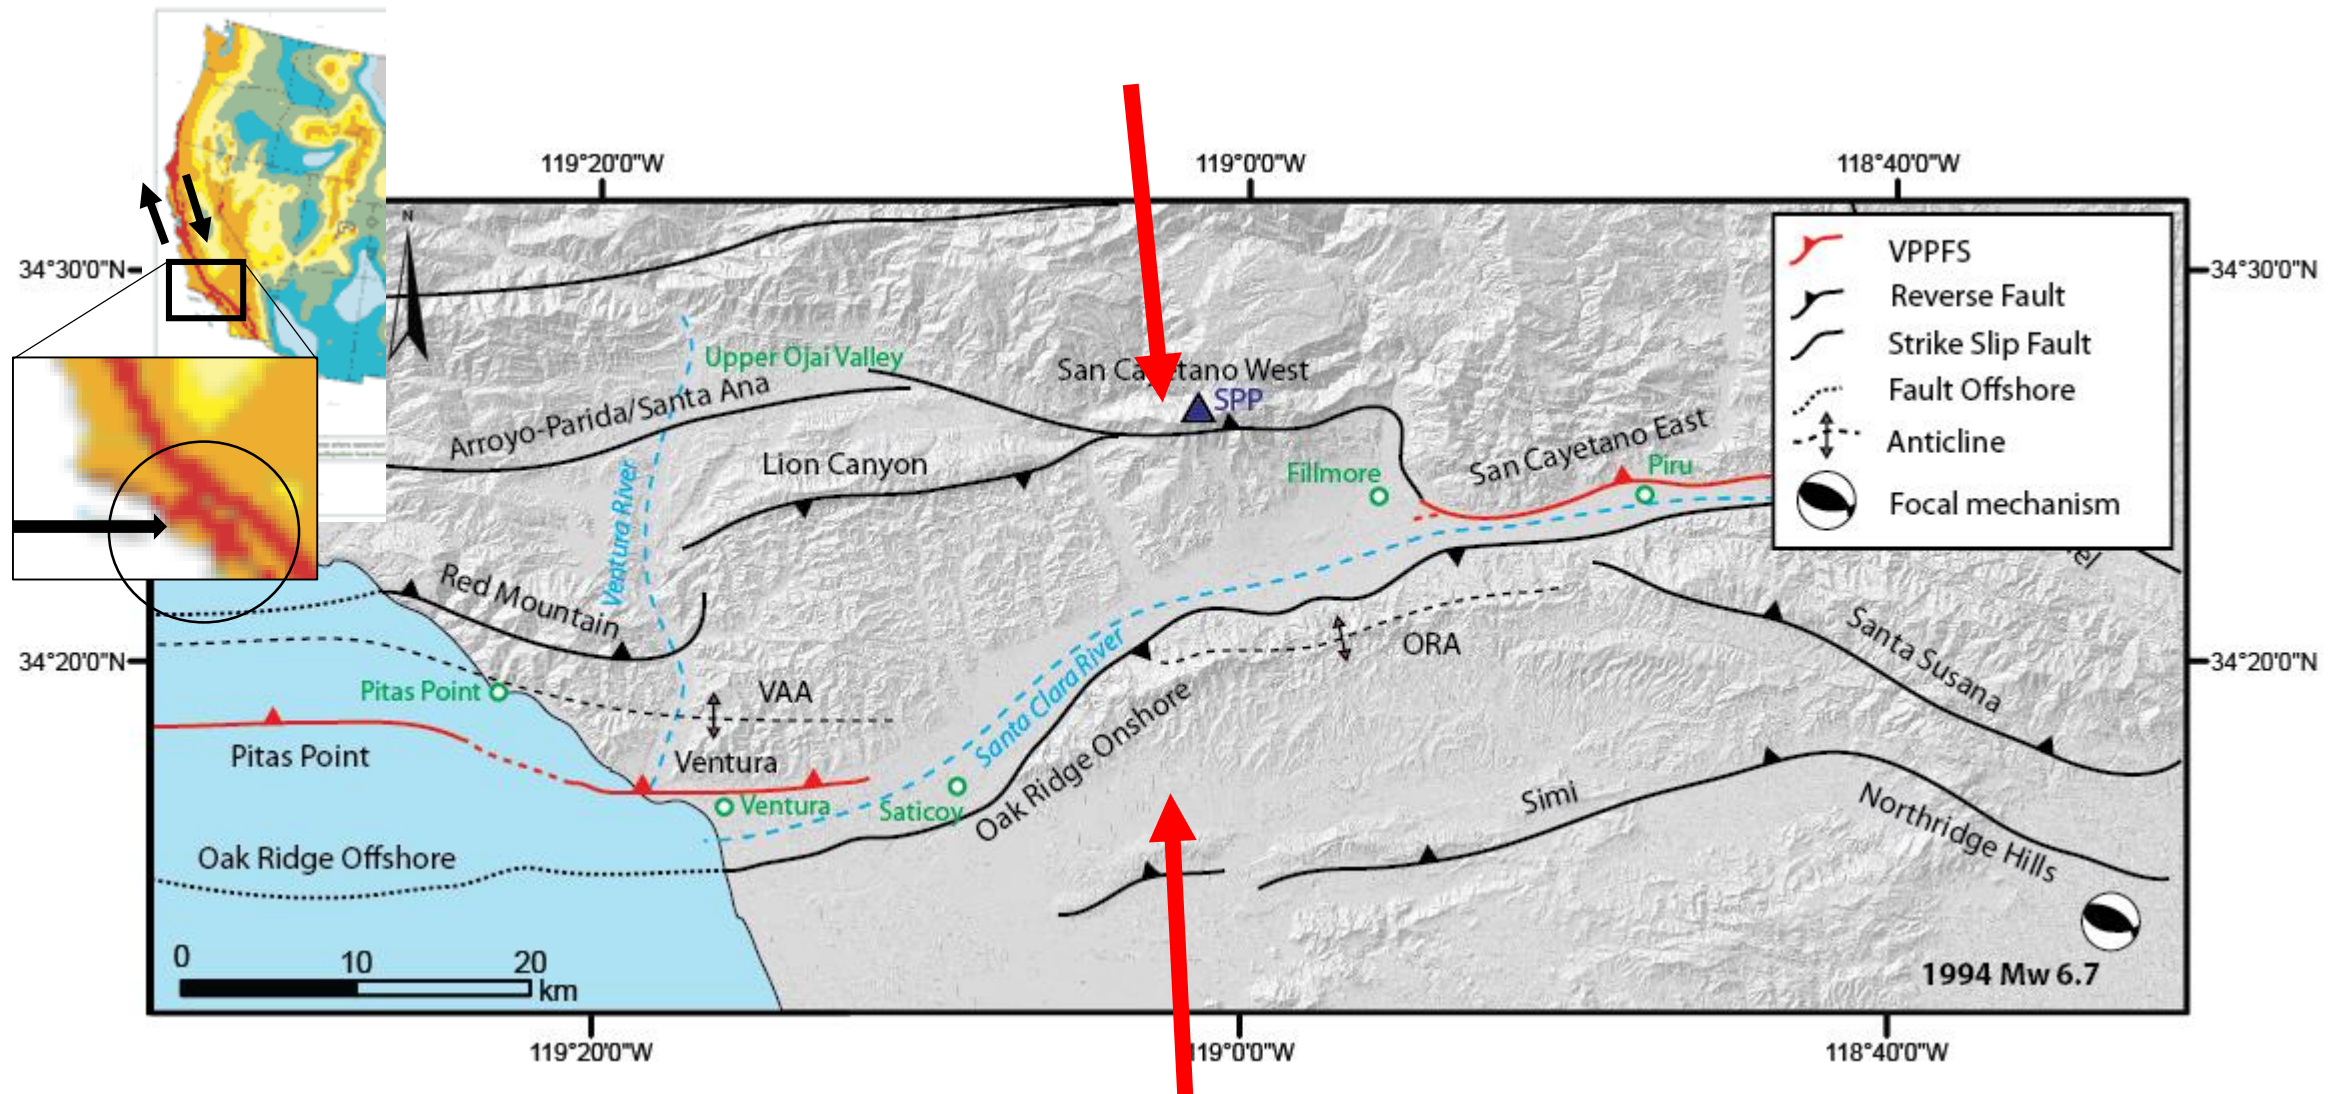 119°20'0"W
119°0'0"W
118°40'0"W
34°30'0"N
34°30'0"N
N
VPPFS
Reverse Fault
Strike Slip Fault
Fault Offshore
Anticline
Focal mechanism
Upper Ojai Valley
San Cayetano West
SPP
Arroyo-Parida/Santa Ana
Lion Canyon
Fillmore
San Cayetano East
Piru
Ventura River
Red Mountain
el
34°20'0"N
34°20'0"N
Pitas Point
VAA
ORA
Santa Clara River
Santa Susana
Pitas Point
Ventura
Ventura
Saticoy
Oak Ridge Onshore
Simi
Northridge Hills
Oak Ridge Offshore
0 10 20
km
1994 Mw 6.7
119°20'0"W
119°0'0"W
118°40'0"W